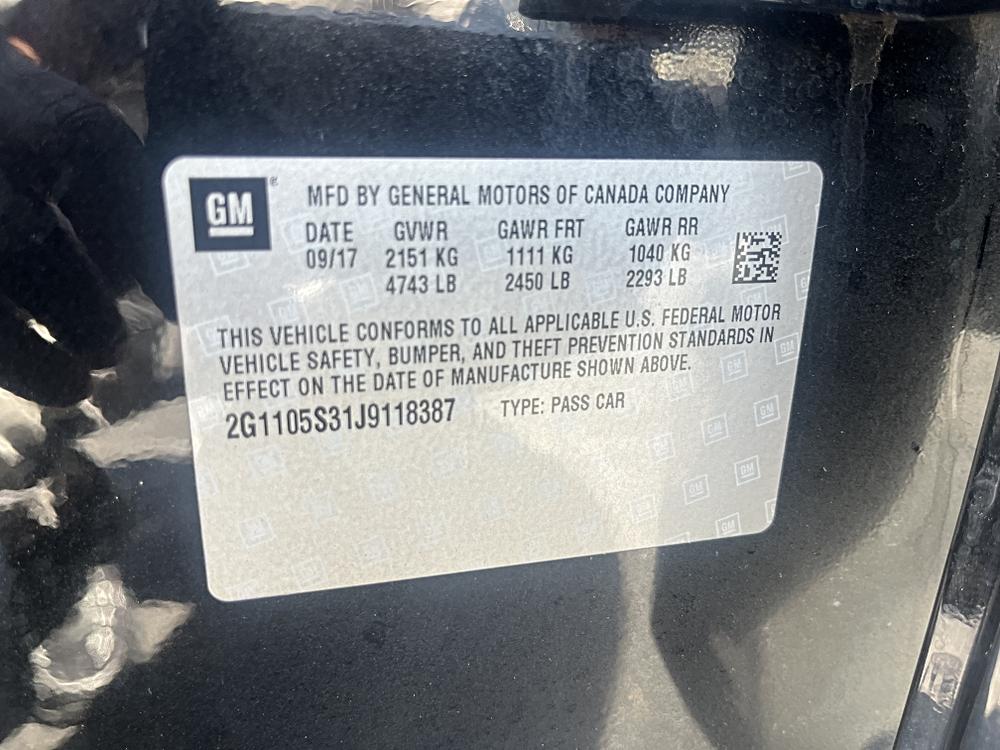 GM
MFD BY GENERAL MOTORS OF CANADA COMPANY
DATE GVWR GAWR FRT GAWR RR
09/17 2151 KG 1111 KG 1040 KG
4743 LB 2450 LB 2293 LB
THIS VEHICLE CONFORMS TO ALL APPLICABLE U.S. FEDERAL MOTOR
VEHICLE SAFETY, BUMPER, AND THEFT PREVENTION STANDARDS IN
EFFECT ON THE DATE OF MANUFACTURE SHOWN ABOVE.
2G1105S31J9118387 TYPE: PASS CAR